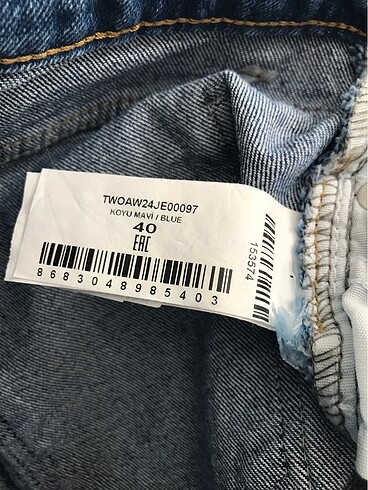 TWOAW24JE00097
KOYU MAVİ / BLUE
40
EAC
8683048985403
153574